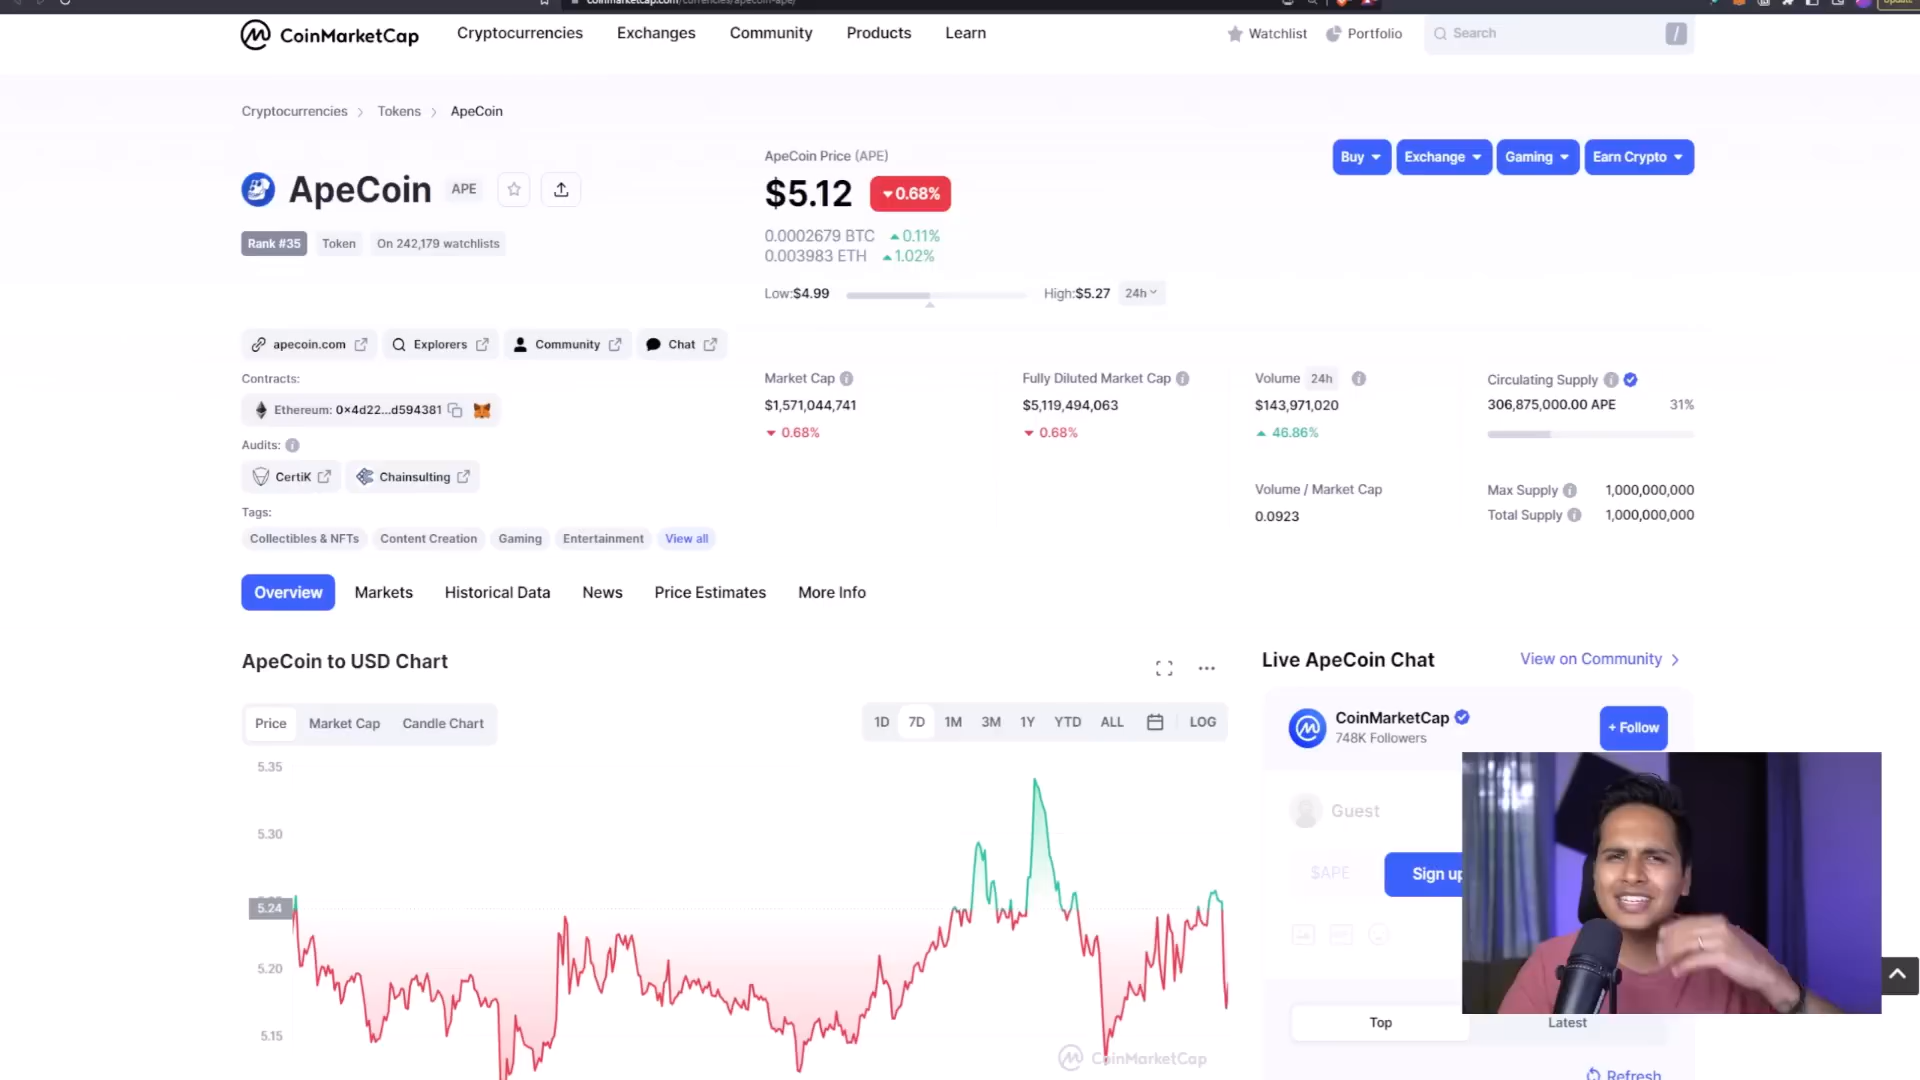 coinmarketcap.com/currencies/apecoin-ape/
Update
CoinMarketCap Cryptocurrencies Exchanges Community Products Learn Watchlist Portfolio Search /
Cryptocurrencies > Tokens > ApeCoin
ApeCoin APE
Rank #35 Token On 242,179 watchlists
ApeCoin Price (APE)
$5.12 0.68%
0.0002679 BTC 0.11%
0.003983 ETH 1.02%
Low:$4.99 High:$5.27 24h
Buy Exchange Gaming Earn Crypto
apecoin.com Explorers Community Chat
Contracts:
Ethereum: 0x4d22...d594381
Audits:
CertiK Chainsulting
Tags:
Collectibles & NFTs Content Creation Gaming Entertainment View all
Market Cap
$1,571,044,741
0.68%
Fully Diluted Market Cap
$5,119,494,063
0.68%
Volume 24h
$143,971,020
46.86%
Volume / Market Cap
0.0923
Circulating Supply
306,875,000.00 APE 31%
Max Supply 1,000,000,000
Total Supply 1,000,000,000
Overview Markets Historical Data News Price Estimates More Info
ApeCoin to USD Chart
Price Market Cap Candle Chart
1D 7D 1M 3M 1Y YTD ALL LOG
5.35
5.30
5.24
5.20
5.15
CoinMarketCap
Live ApeCoin Chat View on Community >
CoinMarketCap
748K Followers
+ Follow
Guest
$APE
Sign up
Top Latest
Refresh